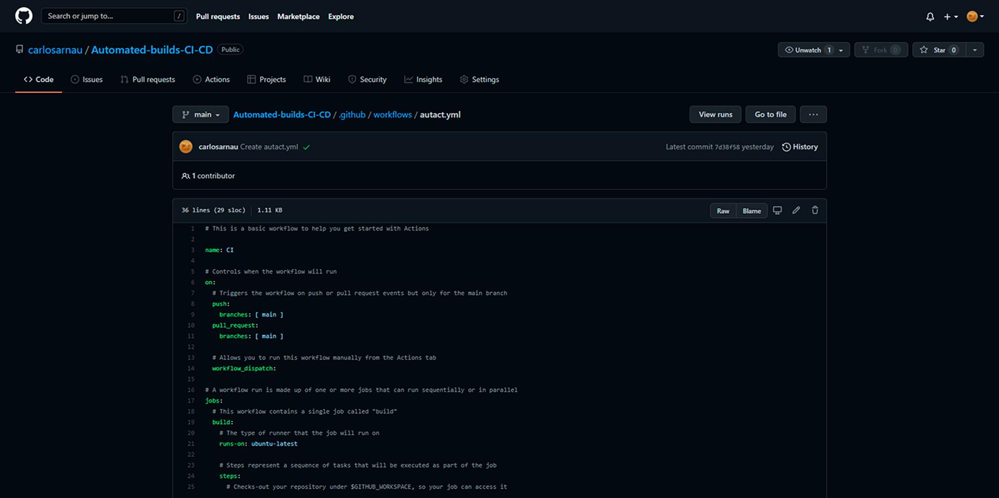 Search or jump to... / Pull requests Issues Marketplace Explore
carlosarnau / Automated-builds-CI-CD Public Unwatch 1 Fork 0 Star 0
<> Code Issues Pull requests Actions Projects Wiki Security Insights Settings
main Automated-builds-CI-CD / .github / workflows / autact.yml View runs Go to file ...
carlosarnau Create autact.yml Latest commit 7d38f58 yesterday History
1 contributor
36 lines (29 sloc) 1.11 KB Raw Blame
1 # This is a basic workflow to help you get started with Actions
2
3 name: CI
4
5 # Controls when the workflow will run
6 on:
7 # Triggers the workflow on push or pull request events but only for the main branch
8 push:
9 branches: [ main ]
10 pull_request:
11 branches: [ main ]
12
13 # Allows you to run this workflow manually from the Actions tab
14 workflow_dispatch:
15
16 # A workflow run is made up of one or more jobs that can run sequentially or in parallel
17 jobs:
18 # This workflow contains a single job called "build"
19 build:
20 # The type of runner that the job will run on
21 runs-on: ubuntu-latest
22
23 # Steps represent a sequence of tasks that will be executed as part of the job
24 steps:
25 # Checks-out your repository under $GITHUB_WORKSPACE, so your job can access it